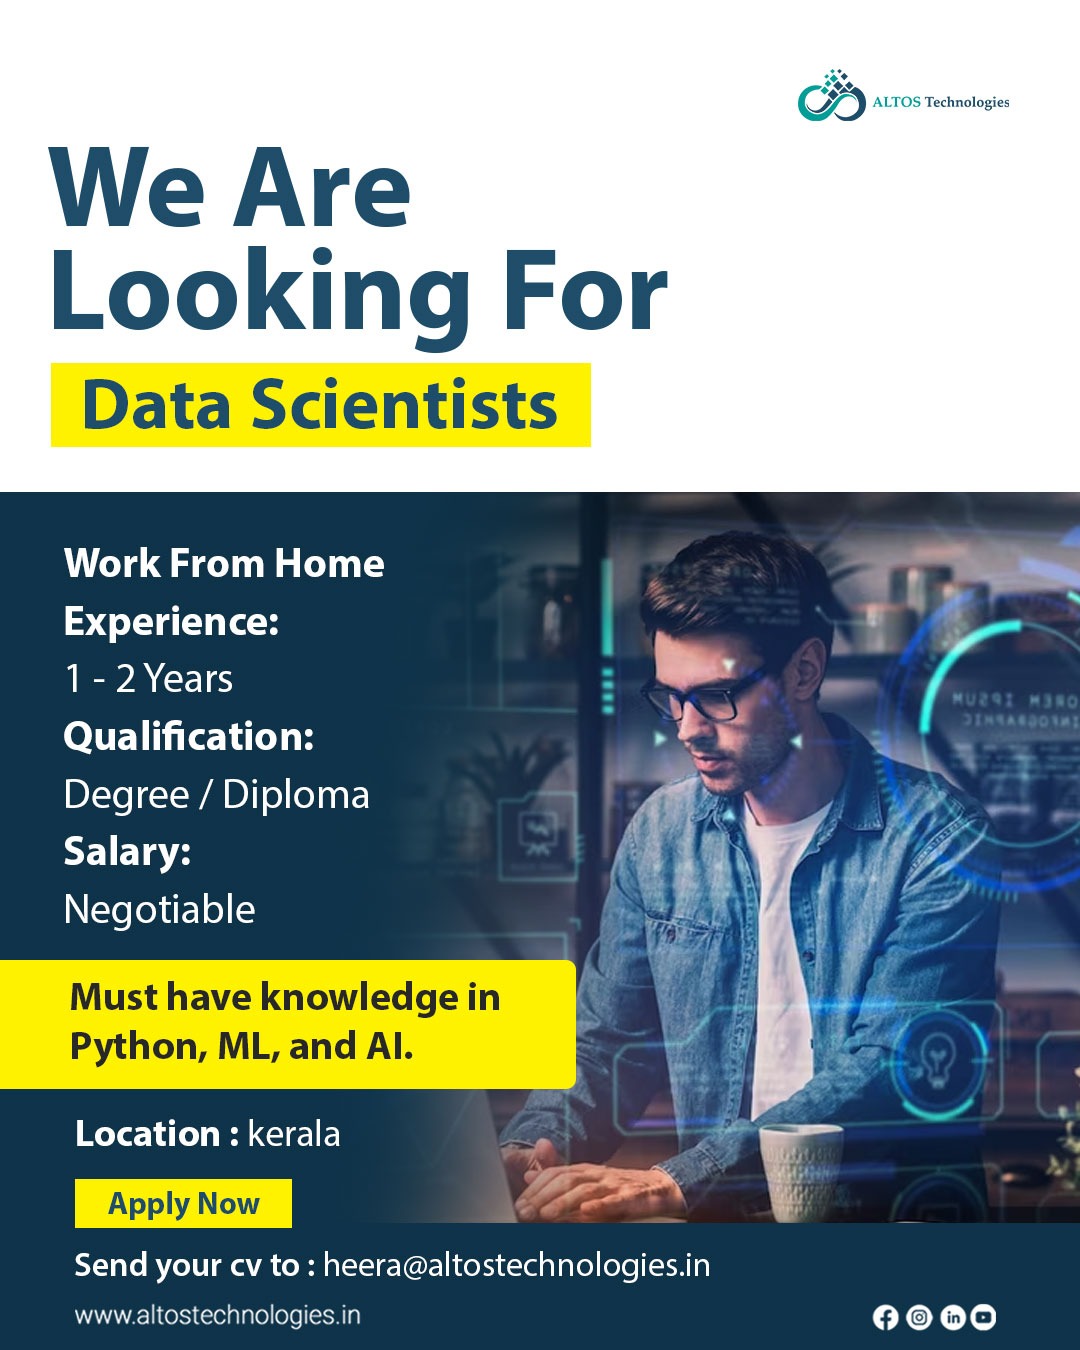 ALTOS Technologies
We Are
Looking For
Data Scientists
Work From Home
Experience:
1 - 2 Years
Qualification:
Degree / Diploma
Salary:
Negotiable
Must have knowledge in
Python, ML, and AI.
Location : kerala
Apply Now
Send your cv to : heera@altostechnologies.in
www.altostechnologies.in